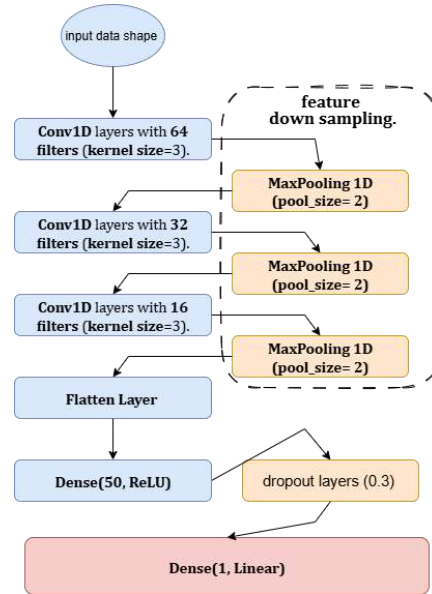 input data shape
feature
down sampling.
Conv1D layers with 64
filters (kernel size=3).
MaxPooling 1D
(pool_size= 2)
Conv1D layers with 32
filters (kernel size=3).
MaxPooling 1D
(pool_size= 2)
Conv1D layers with 16
filters (kernel size=3).
MaxPooling 1D
(pool_size= 2)
Flatten Layer
Dense(50, ReLU)
dropout layers (0.3)
Dense(1, Linear)